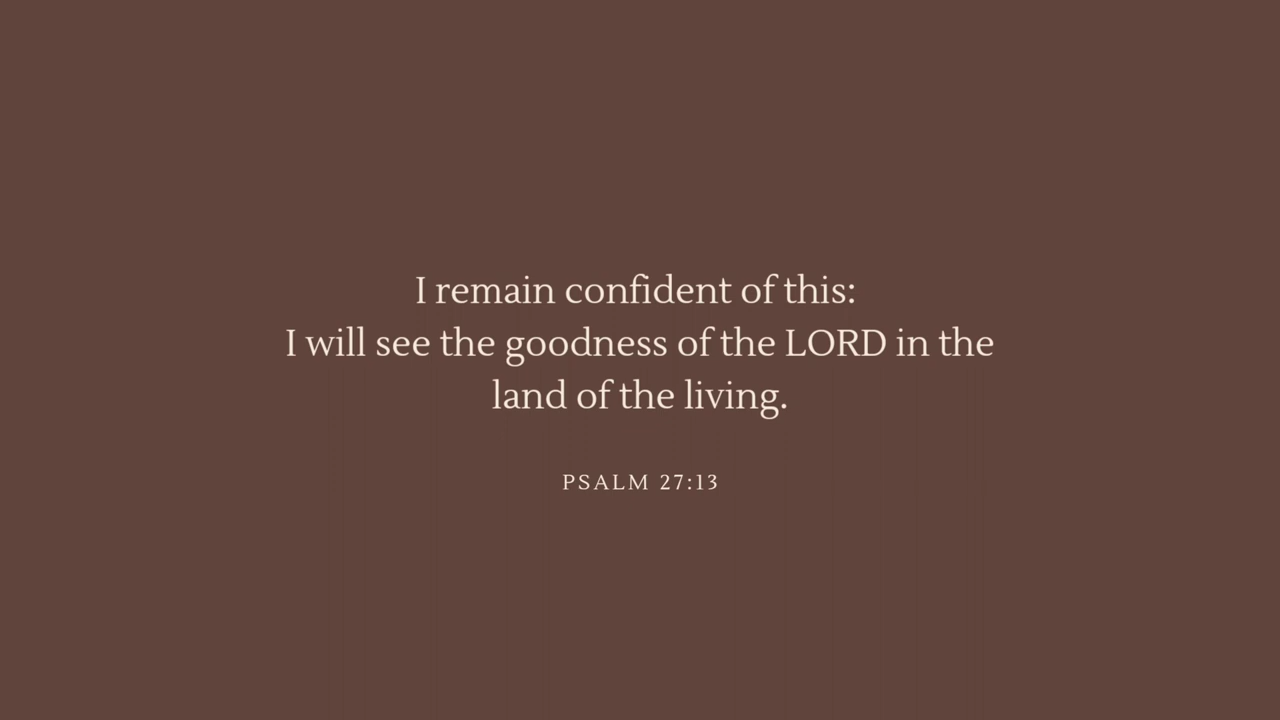 I remain confident of this:
I will see the goodness of the LORD in the
land of the living.
PSALM 27:13